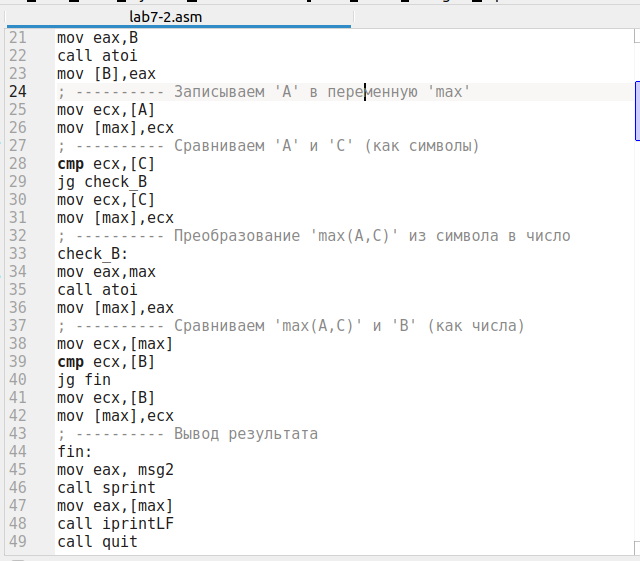 lab7-2.asm
21 mov eax,B
22 call atoi
23 mov [B],eax
24 ; ---------- Записываем 'A' в переменную 'max'
25 mov ecx,[A]
26 mov [max],ecx
27 ; ---------- Сравниваем 'A' и 'C' (как символы)
28 cmp ecx,[C]
29 jg check_B
30 mov ecx,[C]
31 mov [max],ecx
32 ; ---------- Преобразование 'max(A,C)' из символа в число
33 check_B:
34 mov eax,max
35 call atoi
36 mov [max],eax
37 ; ---------- Сравниваем 'max(A,C)' и 'B' (как числа)
38 mov ecx,[max]
39 cmp ecx,[B]
40 jg fin
41 mov ecx,[B]
42 mov [max],ecx
43 ; ---------- Вывод результата
44 fin:
45 mov eax, msg2
46 call sprint
47 mov eax,[max]
48 call iprintLF
49 call quit